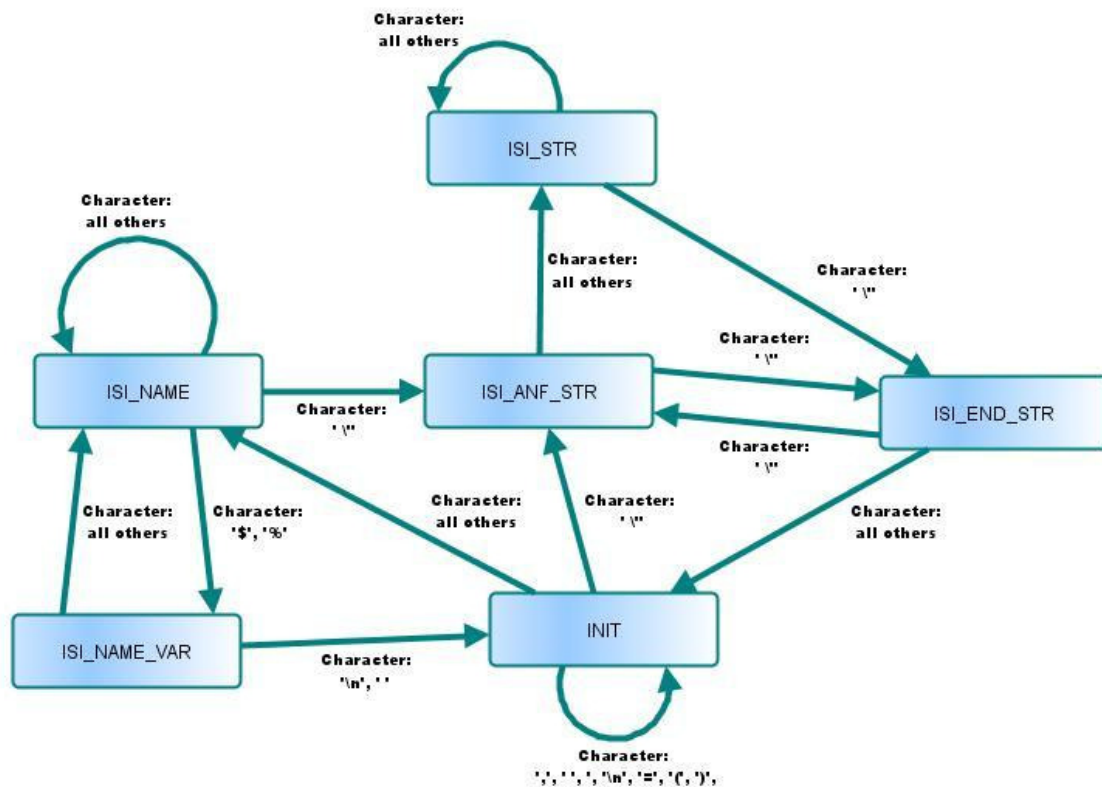 Character:
all others
ISI_STR
Character:
all others
Character:
all others
Character:
' \"
Character:
' \"
ISI_NAME
ISI_ANF_STR
ISI_END_STR
Character:
' \"
Character:
' \"
Character:
all others
Character:
'$', '%'
Character:
all others
Character:
' \"
Character:
all others
ISI_NAME_VAR
INIT
Character:
'\n', ' '
Character:
',', ' ', ', '\n', '=', '(', ')',